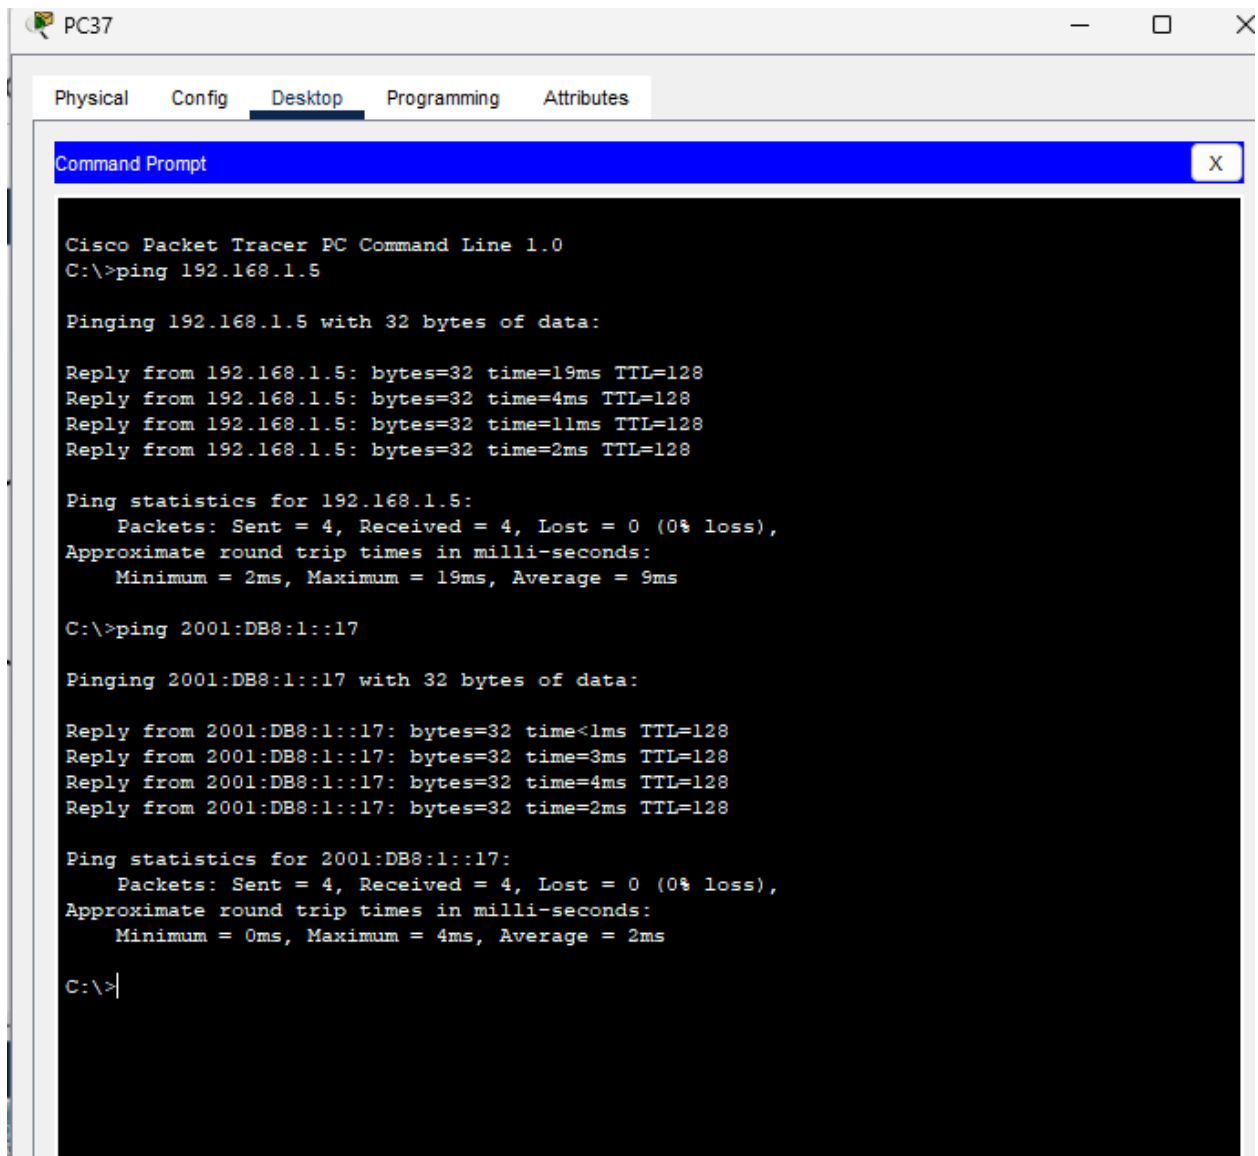 PC37
Physical Config Desktop Programming Attributes
Command Prompt
X
Cisco Packet Tracer PC Command Line 1.0
C:\>ping 192.168.1.5
Pinging 192.168.1.5 with 32 bytes of data:
Reply from 192.168.1.5: bytes=32 time=19ms TTL=128
Reply from 192.168.1.5: bytes=32 time=4ms TTL=128
Reply from 192.168.1.5: bytes=32 time=11ms TTL=128
Reply from 192.168.1.5: bytes=32 time=2ms TTL=128
Ping statistics for 192.168.1.5:
    Packets: Sent = 4, Received = 4, Lost = 0 (0% loss),
Approximate round trip times in milli-seconds:
    Minimum = 2ms, Maximum = 19ms, Average = 9ms
C:\>ping 2001:DB8:1::17
Pinging 2001:DB8:1::17 with 32 bytes of data:
Reply from 2001:DB8:1::17: bytes=32 time<1ms TTL=128
Reply from 2001:DB8:1::17: bytes=32 time=3ms TTL=128
Reply from 2001:DB8:1::17: bytes=32 time=4ms TTL=128
Reply from 2001:DB8:1::17: bytes=32 time=2ms TTL=128
Ping statistics for 2001:DB8:1::17:
    Packets: Sent = 4, Received = 4, Lost = 0 (0% loss),
Approximate round trip times in milli-seconds:
    Minimum = 0ms, Maximum = 4ms, Average = 2ms
C:\>